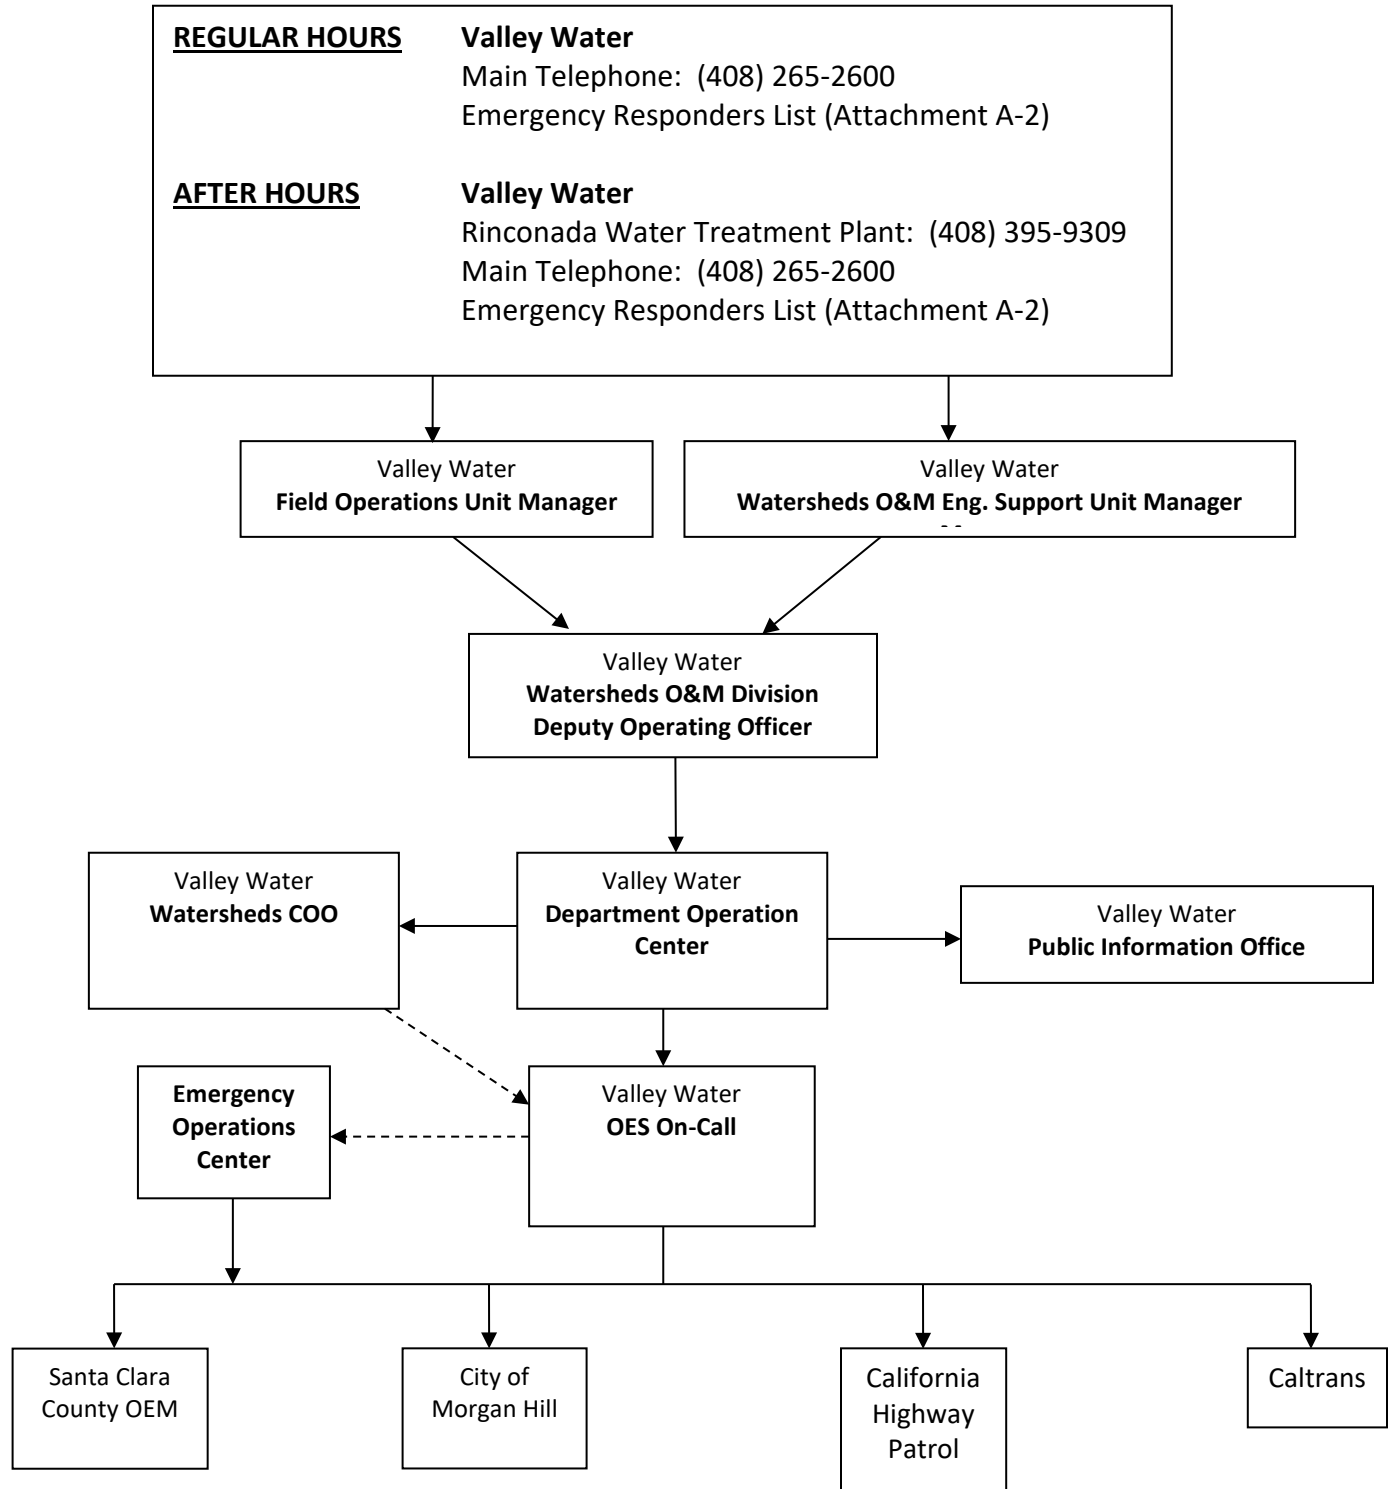 REGULAR HOURS Valley Water
Main Telephone: (408) 265-2600
Emergency Responders List (Attachment A-2)
AFTER HOURS Valley Water
Rinconada Water Treatment Plant: (408) 395-9309
Main Telephone: (408) 265-2600
Emergency Responders List (Attachment A-2)
Valley Water
Field Operations Unit Manager
Valley Water
Watersheds O&M Eng. Support Unit Manager
Valley Water
Watersheds O&M Division
Deputy Operating Officer
Valley Water
Watersheds COO
Valley Water
Department Operation
Center
Valley Water
Public Information Office
Emergency
Operations
Center
Valley Water
OES On-Call
Santa Clara
County OEM
City of
Morgan Hill
California
Highway
Patrol
Caltrans